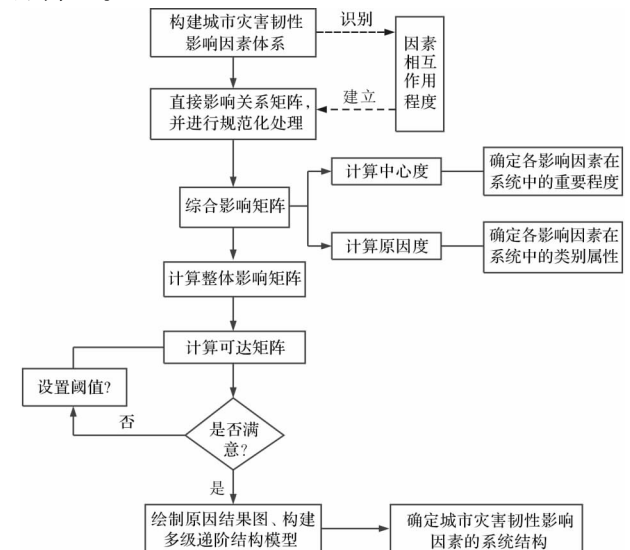 构建城市灾害韧性
影响因素体系
识别
因素
相互
作用
程度
直接影响关系矩阵,
并进行规范化处理
建立
综合影响矩阵
计算中心度
确定各影响因素在
系统中的重要程度
计算原因度
确定各影响因素在
系统中的类别属性
计算整体影响矩阵
计算可达矩阵
设置阈值?
否
是否满
意?
是
绘制原因结果图、构建
多级递阶结构模型
确定城市灾害韧性影响
因素的系统结构